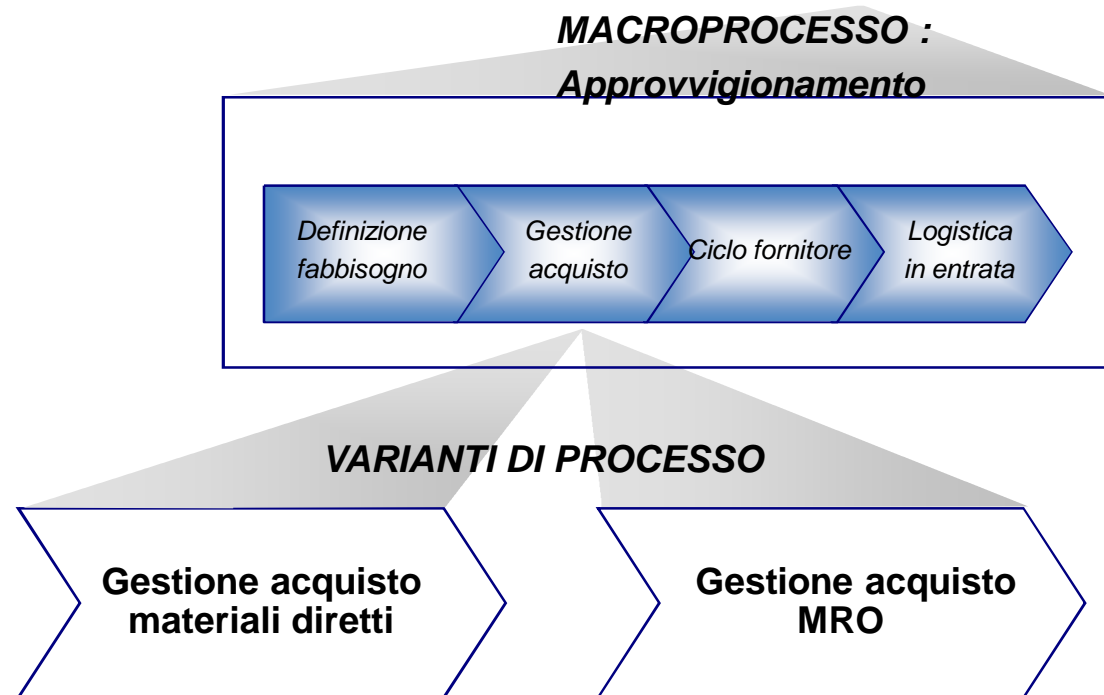 MACROPROCESSO :
Approvvigionamento
Definizione
fabbisogno
Gestione
acquisto
Ciclo fornitore
Logistica
in entrata
VARIANTI DI PROCESSO
Gestione acquisto
materiali diretti
Gestione acquisto
MRO